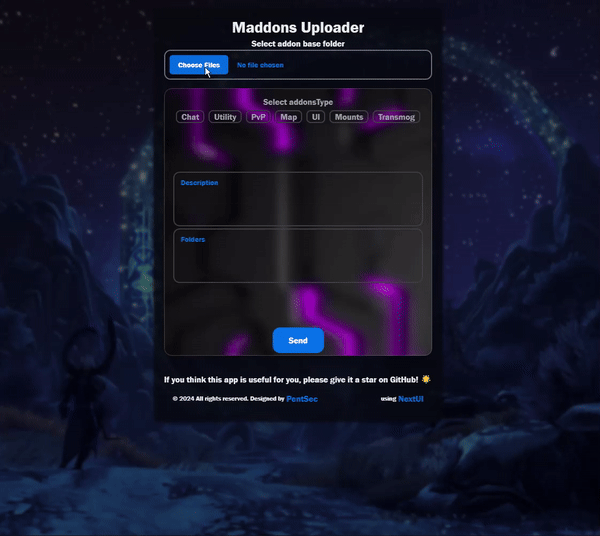 Maddons Uploader
Select addon base folder
Choose Files No file chosen
Select addonsType
Chat Utility PvP Map UI Mounts Transmog
Description
Folders
Send
If you think this app is useful for you, please give it a star on GitHub! 🌟
© 2024 All rights reserved. Designed by PentSec using NextUI